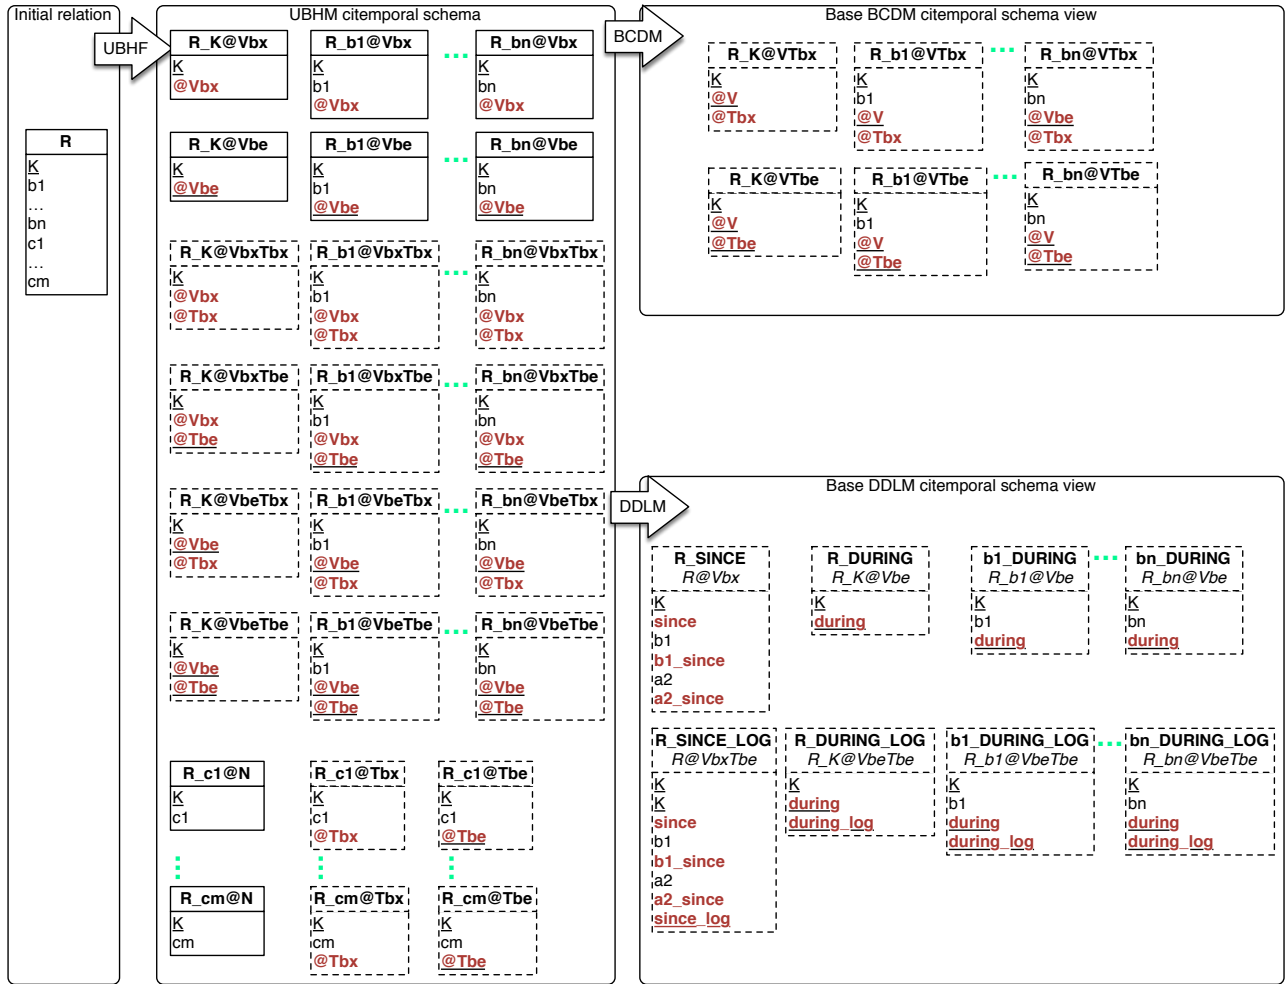 Initial relation
UBHF
R
K
b1
...
bn
c1
...
cm
UBHM citemporal schema
R_K@Vbx
K
@Vbx
R_b1@Vbx
K
b1
@Vbx
...
R_bn@Vbx
K
bn
@Vbx
R_K@Vbe
K
@Vbe
R_b1@Vbe
K
b1
@Vbe
...
R_bn@Vbe
K
bn
@Vbe
R_K@VbxTbx
K
@Vbx
@Tbx
R_b1@VbxTbx
K
b1
@Vbx
@Tbx
...
R_bn@VbxTbx
K
bn
@Vbx
@Tbx
R_K@VbxTbe
K
@Vbx
@Tbe
R_b1@VbxTbe
K
b1
@Vbx
@Tbe
...
R_bn@VbxTbe
K
bn
@Vbx
@Tbe
R_K@VbeTbx
K
@Vbe
@Tbx
R_b1@VbeTbx
K
b1
@Vbe
@Tbx
...
R_bn@VbeTbx
K
bn
@Vbe
@Tbx
R_K@VbeTbe
K
@Vbe
@Tbe
R_b1@VbeTbe
K
b1
@Vbe
@Tbe
...
R_bn@VbeTbe
K
bn
@Vbe
@Tbe
R_c1@N
K
c1
R_c1@Tbx
K
c1
@Tbx
R_c1@Tbe
K
c1
@Tbe
R_cm@N
K
cm
R_cm@Tbx
K
cm
@Tbx
R_cm@Tbe
K
cm
@Tbe
BCDM
Base BCDM citemporal schema view
R_K@VTbx
K
@V
@Tbx
R_b1@VTbx
K
b1
@V
@Tbx
...
R_bn@VTbx
K
bn
@Vbe
@Tbx
R_K@VTbe
K
@V
@Tbe
R_b1@VTbe
K
b1
@V
@Tbe
...
R_bn@VTbe
K
bn
@V
@Tbe
DDLM
Base DDLM citemporal schema view
R_SINCE
R@Vbx
K
since
b1
b1_since
a2
a2_since
R_DURING
R_K@Vbe
K
during
b1_DURING
R_b1@Vbe
K
b1
during
...
bn_DURING
R_bn@Vbe
K
bn
during
R_SINCE_LOG
R@VbxTbe
K
K
since
b1
b1_since
a2
a2_since
since_log
R_DURING_LOG
R_K@VbeTbe
K
during
during_log
b1_DURING_LOG
R_b1@VbeTbe
K
b1
during
during_log
...
bn_DURING_LOG
R_bn@VbeTbe
K
bn
during
during_log